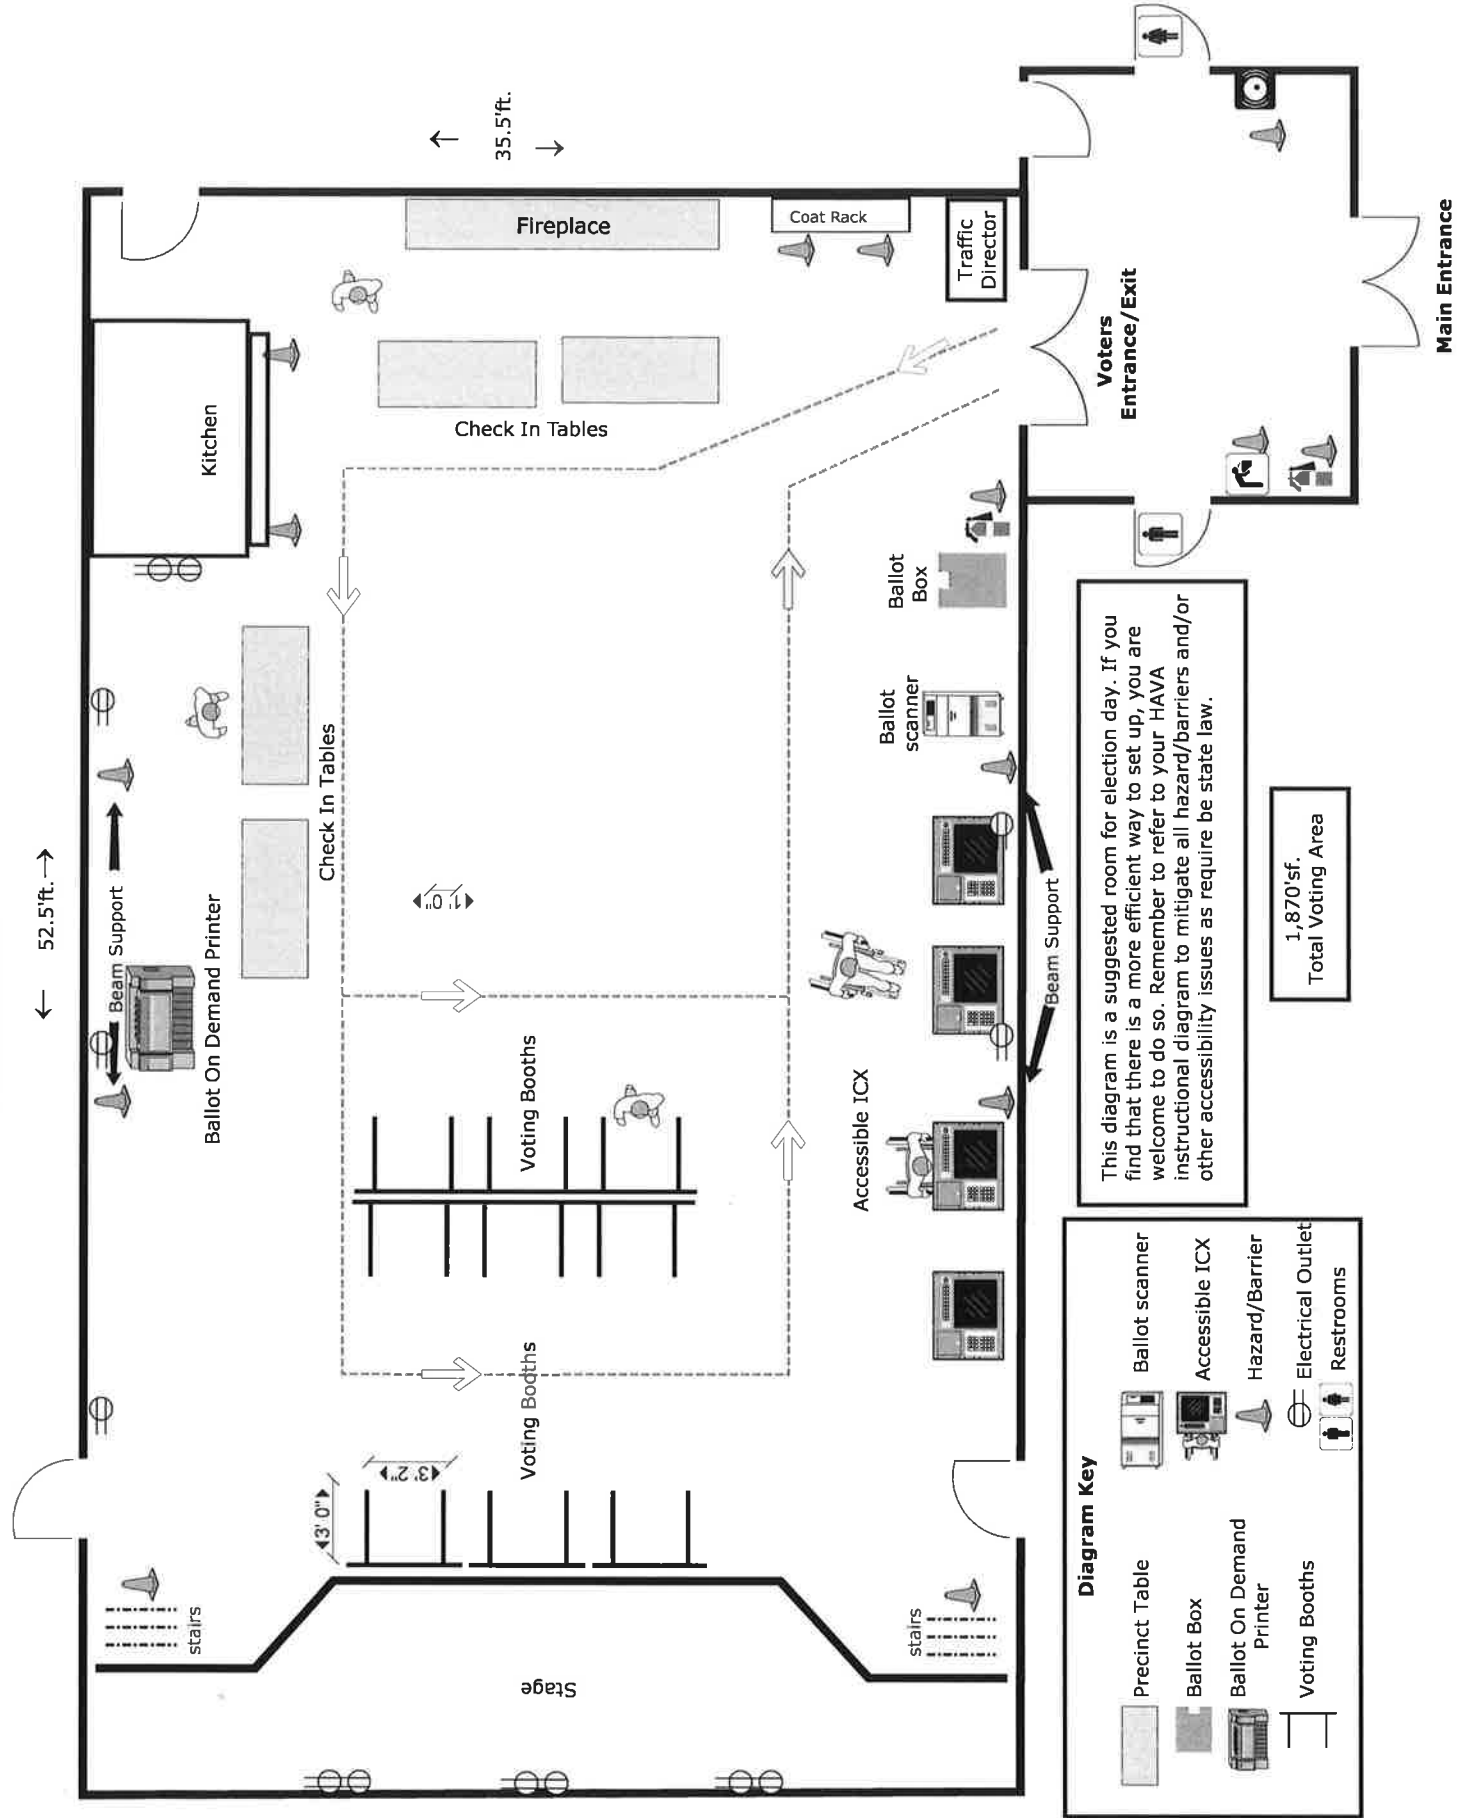 ← 52.5'ft. →
35.5'ft.
Kitchen
Fireplace
Coat Rack
Traffic
Director
Check In Tables
Check In Tables
Beam Support
Ballot On Demand Printer
1' 0"
Voting Booths
Voting Booths
3' 2"
3' 0"
stairs
stairs
Stage
Accessible ICX
Ballot
scanner
Ballot
Box
Beam Support
Voters
Entrance/Exit
Main Entrance
This diagram is a suggested room for election day. If you
find that there is a more efficient way to set up, you are
welcome to do so. Remember to refer to your HAVA
instructional diagram to mitigate all hazard/barriers and/or
other accessibility issues as require be state law.
1,870'sf.
Total Voting Area
Diagram Key
Precinct Table
Ballot Box
Ballot On Demand
Printer
Voting Booths
Ballot scanner
Accessible ICX
Hazard/Barrier
Electrical Outlet
Restrooms